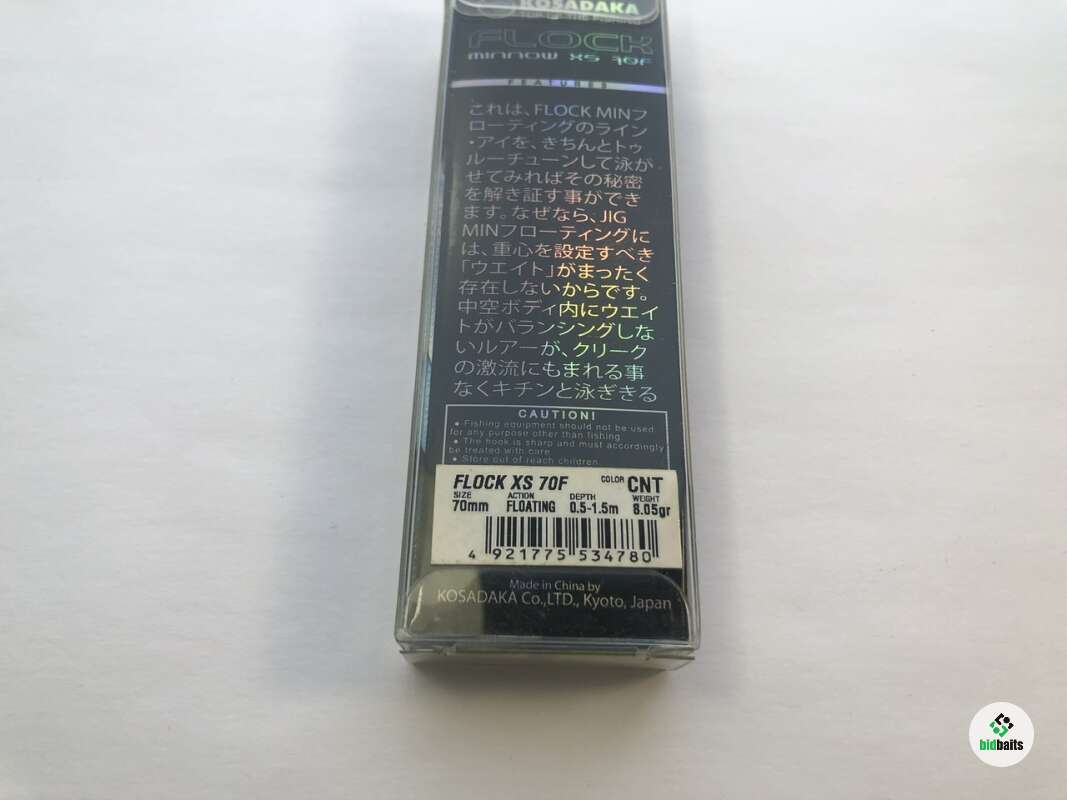 KOSADAKA
FLOCK
MINNOW XS 70F
FEATURES
これは、FLOCK MINフ
ローティングのライン
・アイを、きちんとトゥ
ルーチューンして泳が
せてみればその秘密
を解き証す事ができ
ます。なぜなら、JIG
MINフローティングに
は、重心を設定すべき
「ウエイト」がまったく
存在しないからです。
中空ボディ内にウエイ
トがバランシングしな
いルアーが、クリーク
の激流にもまれる事
なくキチンと泳ぎきる
CAUTION!
● Fishing equipment should not be used
for any purpose other than fishing
● The hook is sharp and must accordingly
be treated with care
● Store out of reach children
FLOCK XS 70F COLOR CNT
SIZE ACTION DEPTH WEIGHT
70mm FLOATING 0.5-1.5m 8.05gr
4 921775 534780
Made in China by
KOSADAKA Co.,LTD., Kyoto, Japan
bidbaits